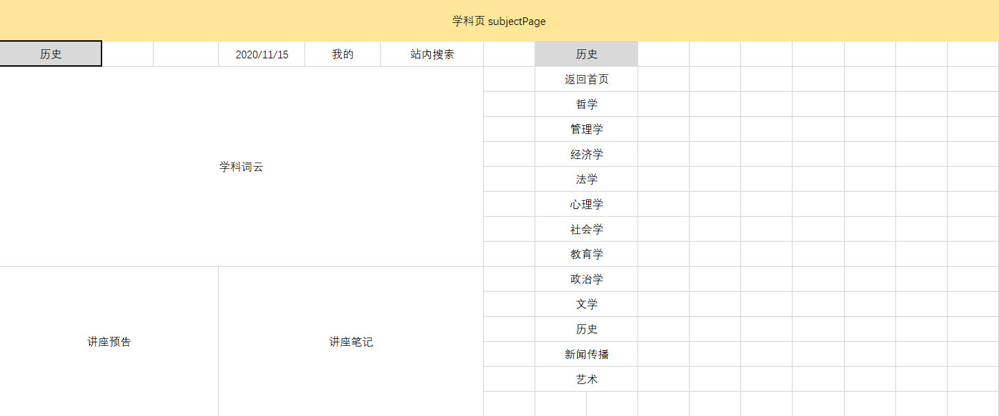 学科页 subjectPage
历史 2020/11/15 我的 站内搜索 历史
返回首页
哲学
管理学
经济学
学科词云
法学
心理学
社会学
教育学
政治学
文学
历史
讲座预告 讲座笔记
新闻传播
艺术